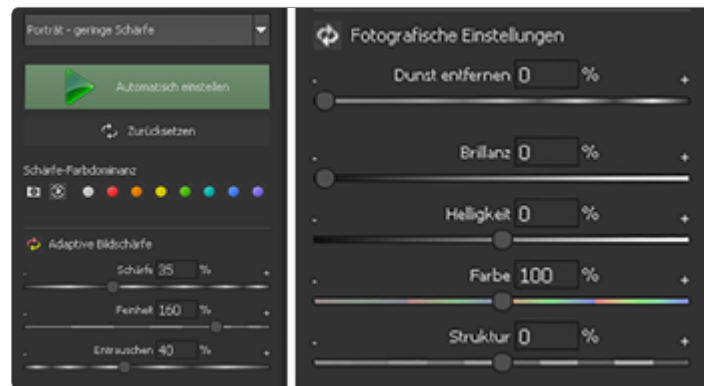 Porträt - geringe Schärfe
Automatisch einstellen
Zurücksetzen
Schärfe-Farbdominanz
Adaptive Bildschärfe
- Schärfe 35 % +
- Feinheit 160 % +
- Entrauschen 40 % +
Fotografische Einstellungen
- Dunst entfernen 0 % +
- Brillanz 0 % +
- Helligkeit 0 % +
- Farbe 100 % +
- Struktur 0 % +